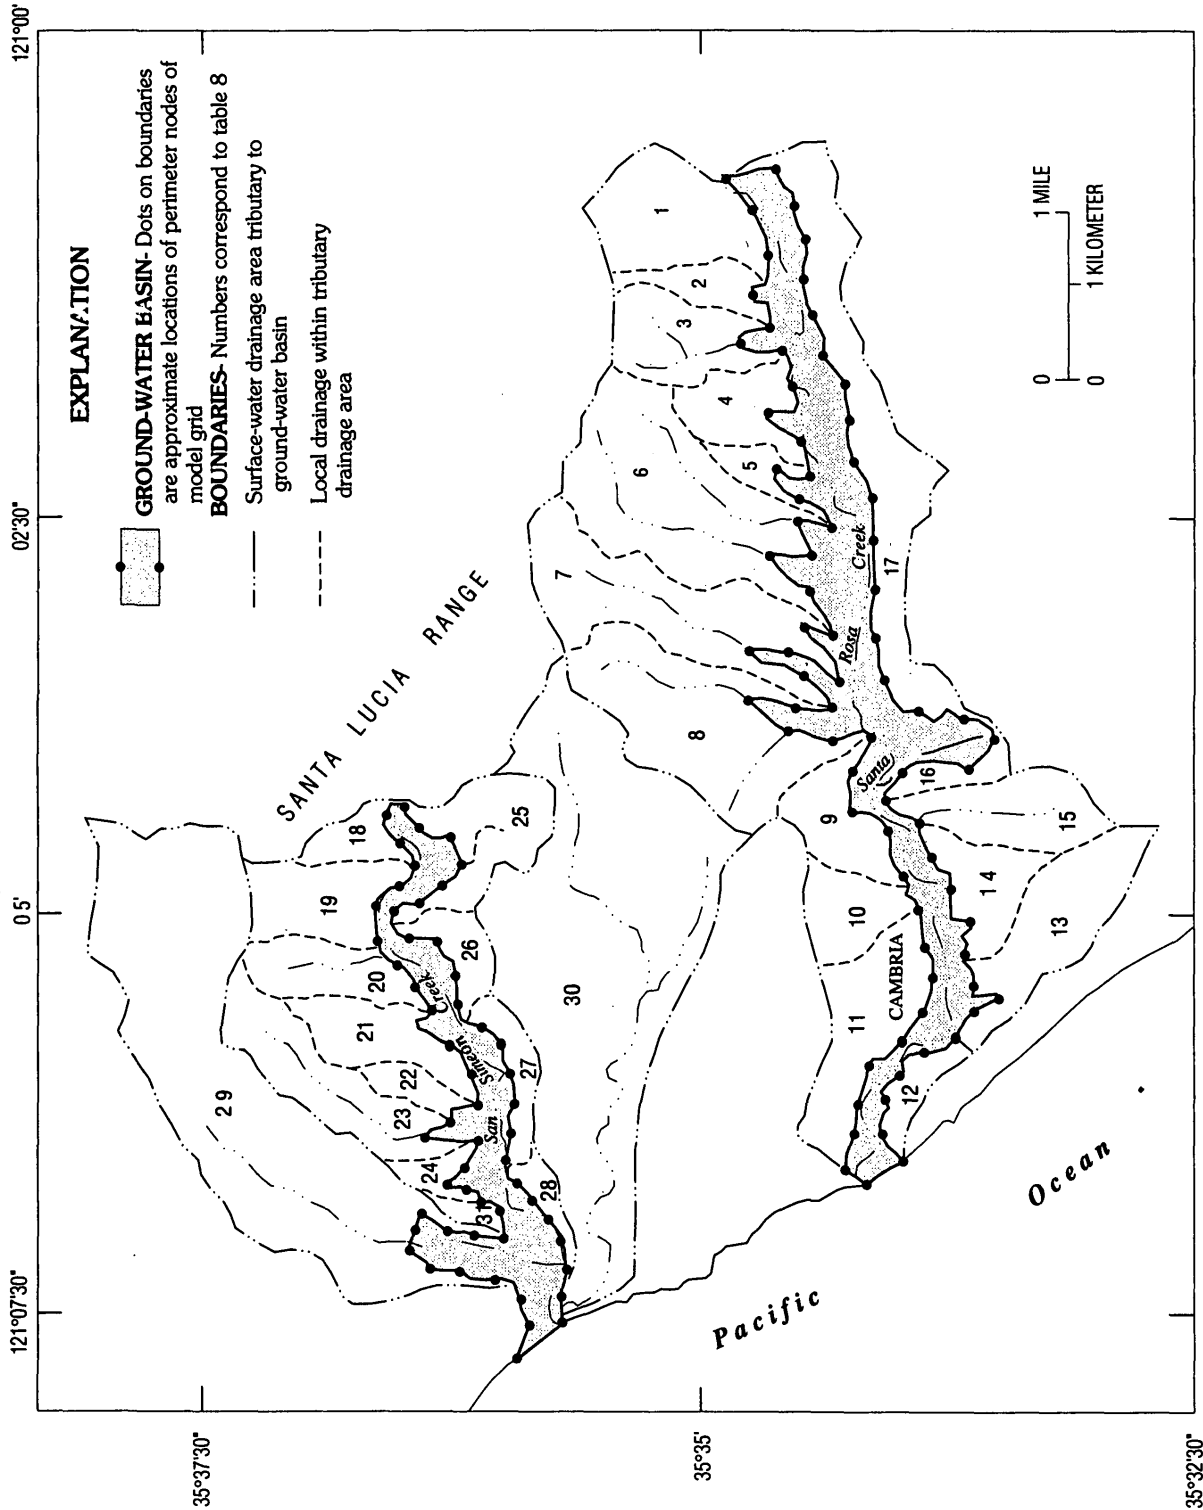 EXPLANATION
GROUND-WATER BASIN- Dots on boundaries
are approximate locations of perimeter nodes of
model grid
BOUNDARIES- Numbers correspond to table 8
Surface-water drainage area tributary to
ground-water basin
Local drainage within tributary
drainage area
121°07'30"
05'
02'30"
121°00'
35°37'30"
35°35'
35°32'30"
SANTA LUCIA RANGE
29
19
18
20
21
22
23
24
31
25
26
27
28
30
San Simeon Creek
1
2
3
4
5
6
7
8
9
10
11
CAMBRIA
12
13
14
15
16
17
Santa Rosa Creek
Pacific Ocean
0 1 MILE
0 1 KILOMETER